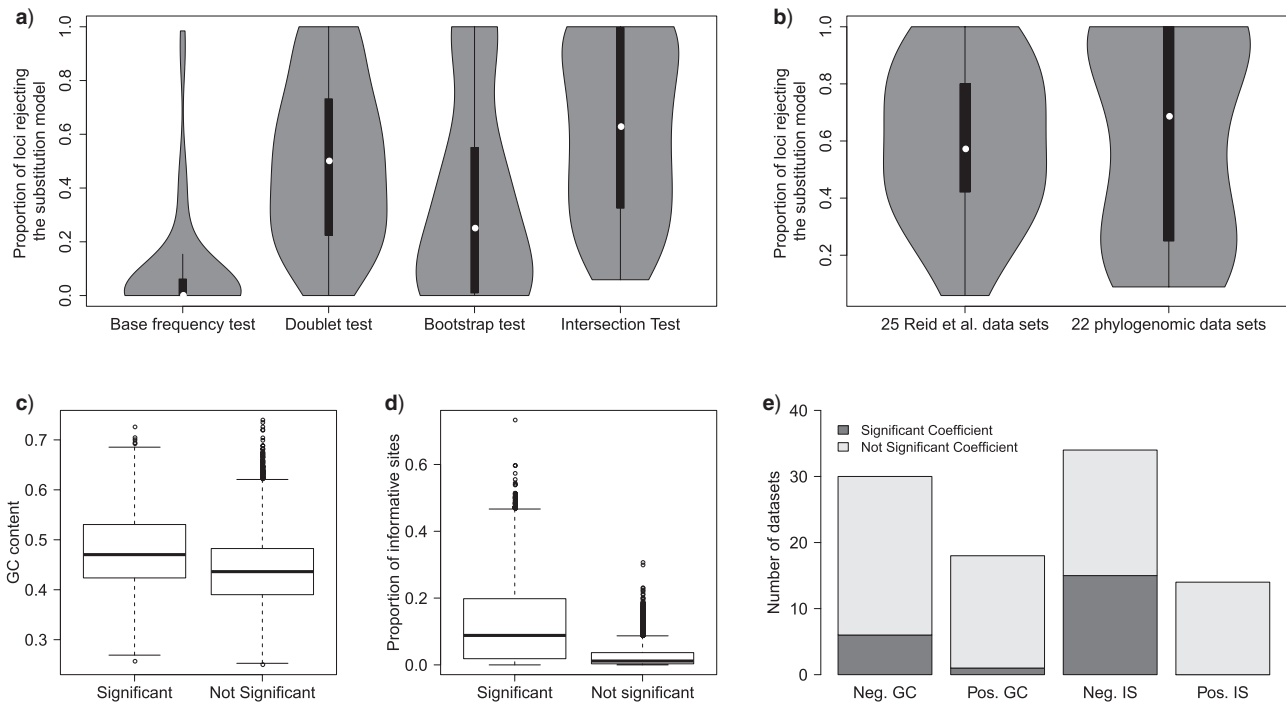 a)
Proportion of loci rejecting
the substitution model
1.0
0.8
0.6
0.4
0.2
0.0
Base frequency test
Doublet test
Bootstrap test
Intersection Test
b)
Proportion of loci rejecting
the substitution model
1.0
0.8
0.6
0.4
0.2
25 Reid et al. data sets
22 phylogenomic data sets
c)
GC content
0.7
0.6
0.5
0.4
0.3
Significant
Not Significant
d)
Proportion of informative sites
0.6
0.4
0.2
0.0
Significant
Not significant
e)
Number of datasets
40
30
20
10
0
Significant Coefficient
Not Significant Coefficient
Neg. GC
Pos. GC
Neg. IS
Pos. IS